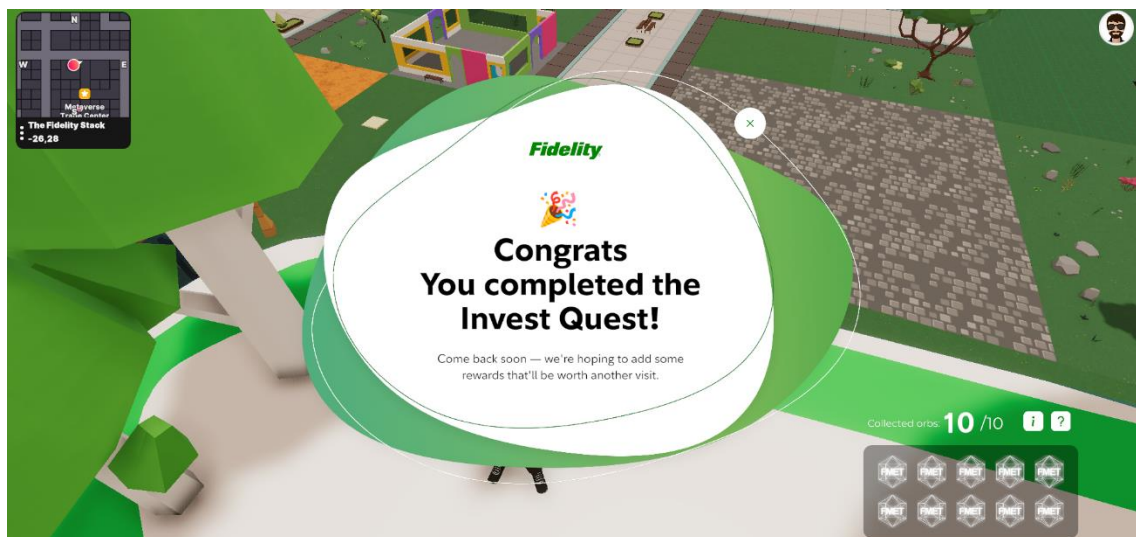 N
W
E
Metaverse
Trade Center
The Fidelity Stack
-26,28
×
Fidelity
Congrats
You completed the
Invest Quest!
Come back soon — we're hoping to add some
rewards that'll be worth another visit.
Collected orbs: 10 /10 i ?
FMET FMET FMET FMET FMET
FMET FMET FMET FMET FMET